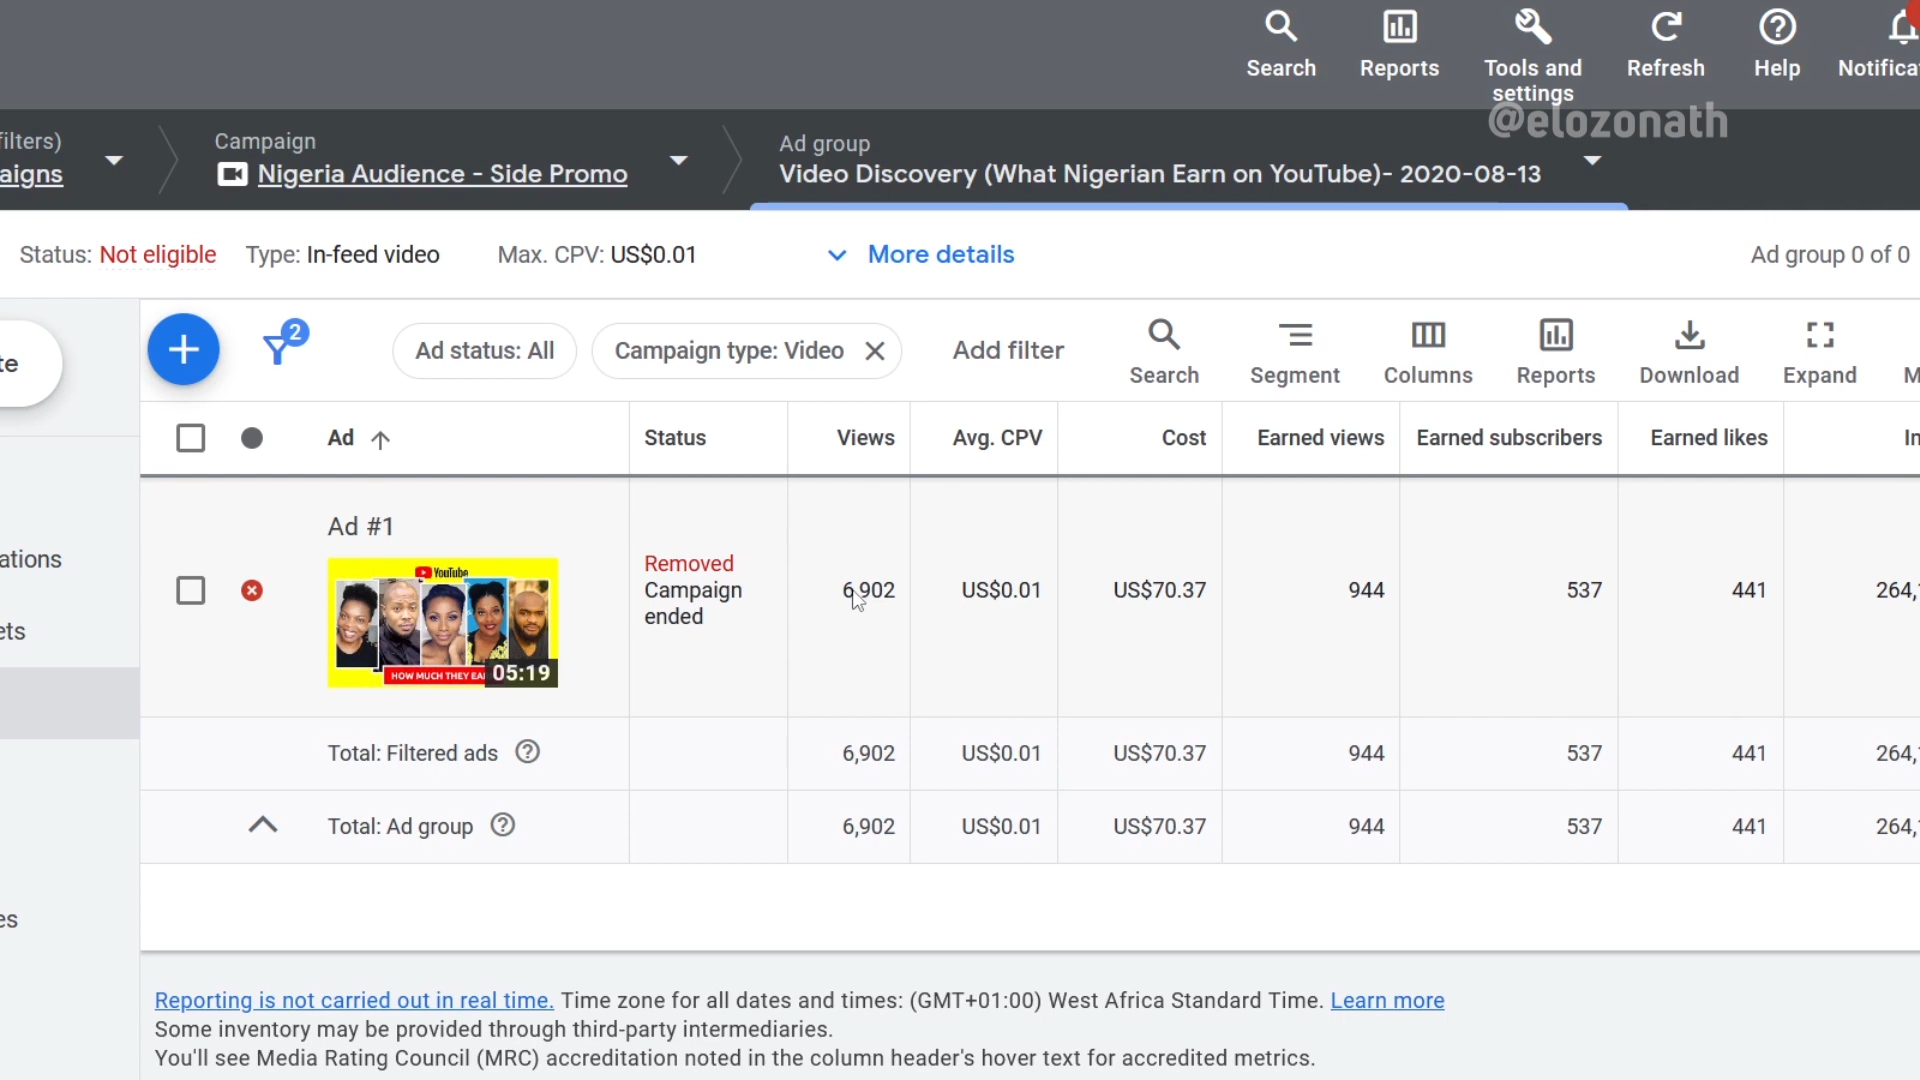 Search
Reports
Tools and
settings
Refresh
Help
@elozonath
Campaign
Nigeria Audience - Side Promo
Ad group
Video Discovery (What Nigerian Earn on YouTube)- 2020-08-13
Status: Not eligible
Type: In-feed video
Max. CPV: US$0.01
More details
Ad group 0 of 0
2
Ad status: All
Campaign type: Video
Add filter
Search
Segment
Columns
Reports
Download
Expand
Ad
Status
Views
Avg. CPV
Cost
Earned views
Earned subscribers
Earned likes
Ad #1
YouTube
HOW MUCH THEY EA
05:19
Removed
Campaign
ended
6,902
US$0.01
US$70.37
944
537
441
264,
Total: Filtered ads
6,902
US$0.01
US$70.37
944
537
441
264,
Total: Ad group
6,902
US$0.01
US$70.37
944
537
441
264,
Reporting is not carried out in real time. Time zone for all dates and times: (GMT+01:00) West Africa Standard Time. Learn more
Some inventory may be provided through third-party intermediaries.
You'll see Media Rating Council (MRC) accreditation noted in the column header's hover text for accredited metrics.